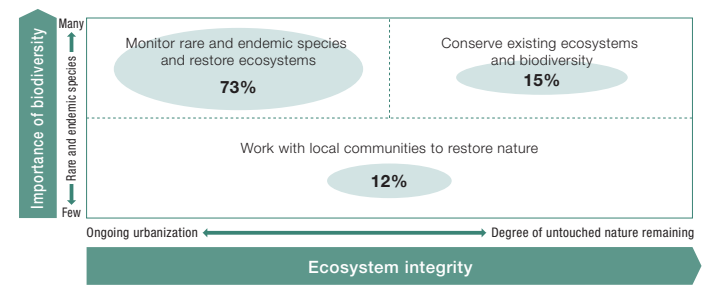 Importance of biodiversity
Many
Rare and endemic species
Few
Monitor rare and endemic species
and restore ecosystems
73%
Conserve existing ecosystems
and biodiversity
15%
Work with local communities to restore nature
12%
Ongoing urbanization
Degree of untouched nature remaining
Ecosystem integrity